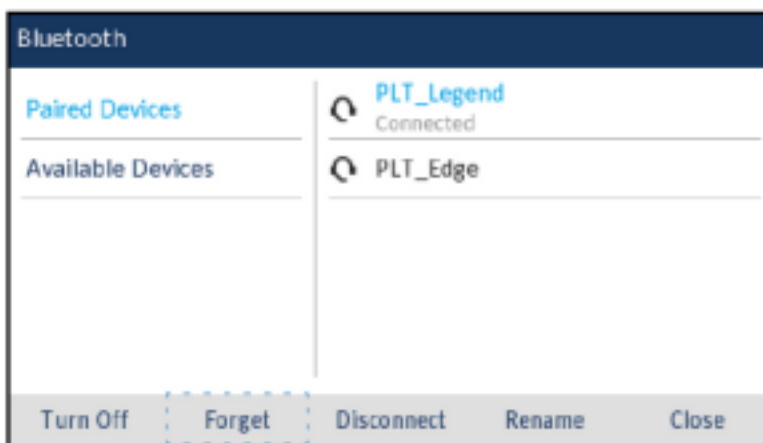 Bluetooth
Paired Devices
Available Devices
PLT_Legend
Connected
PLT_Edge
Turn Off Forget Disconnect Rename Close